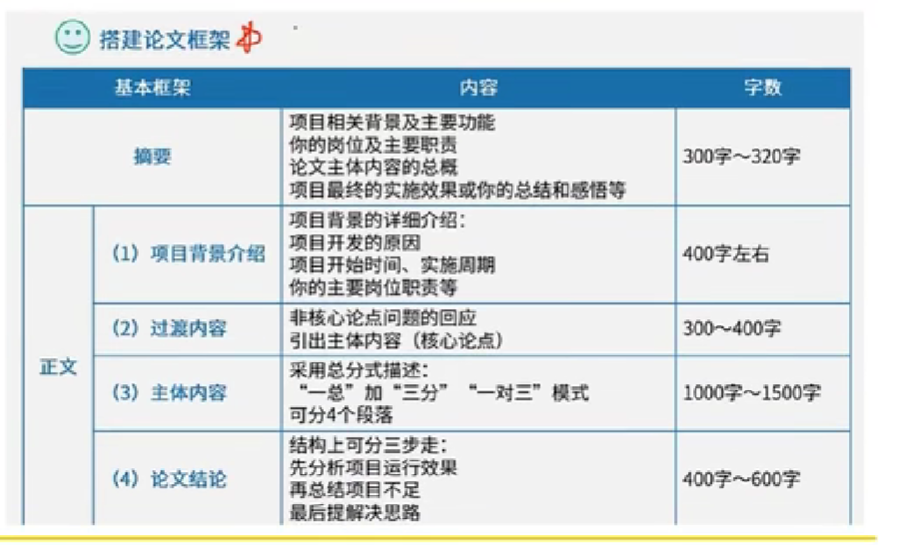 搭建论文框架
基本框架 内容 字数
摘要
项目相关背景及主要功能
你的岗位及主要职责
论文主体内容的总概
项目最终的实施效果或你的总结和感悟等
300字～320字
正文
（1）项目背景介绍
项目背景的详细介绍：
项目开发的原因
项目开始时间、实施周期
你的主要岗位职责等
400字左右
（2）过渡内容
非核心论点问题的回应
引出主体内容（核心论点）
300～400字
（3）主体内容
采用总分式描述：
“一总”加“三分” “一对三”模式
可分4个段落
1000字～1500字
（4）论文结论
结构上可分三步走：
先分析项目运行效果
再总结项目不足
最后提解决思路
400字～600字